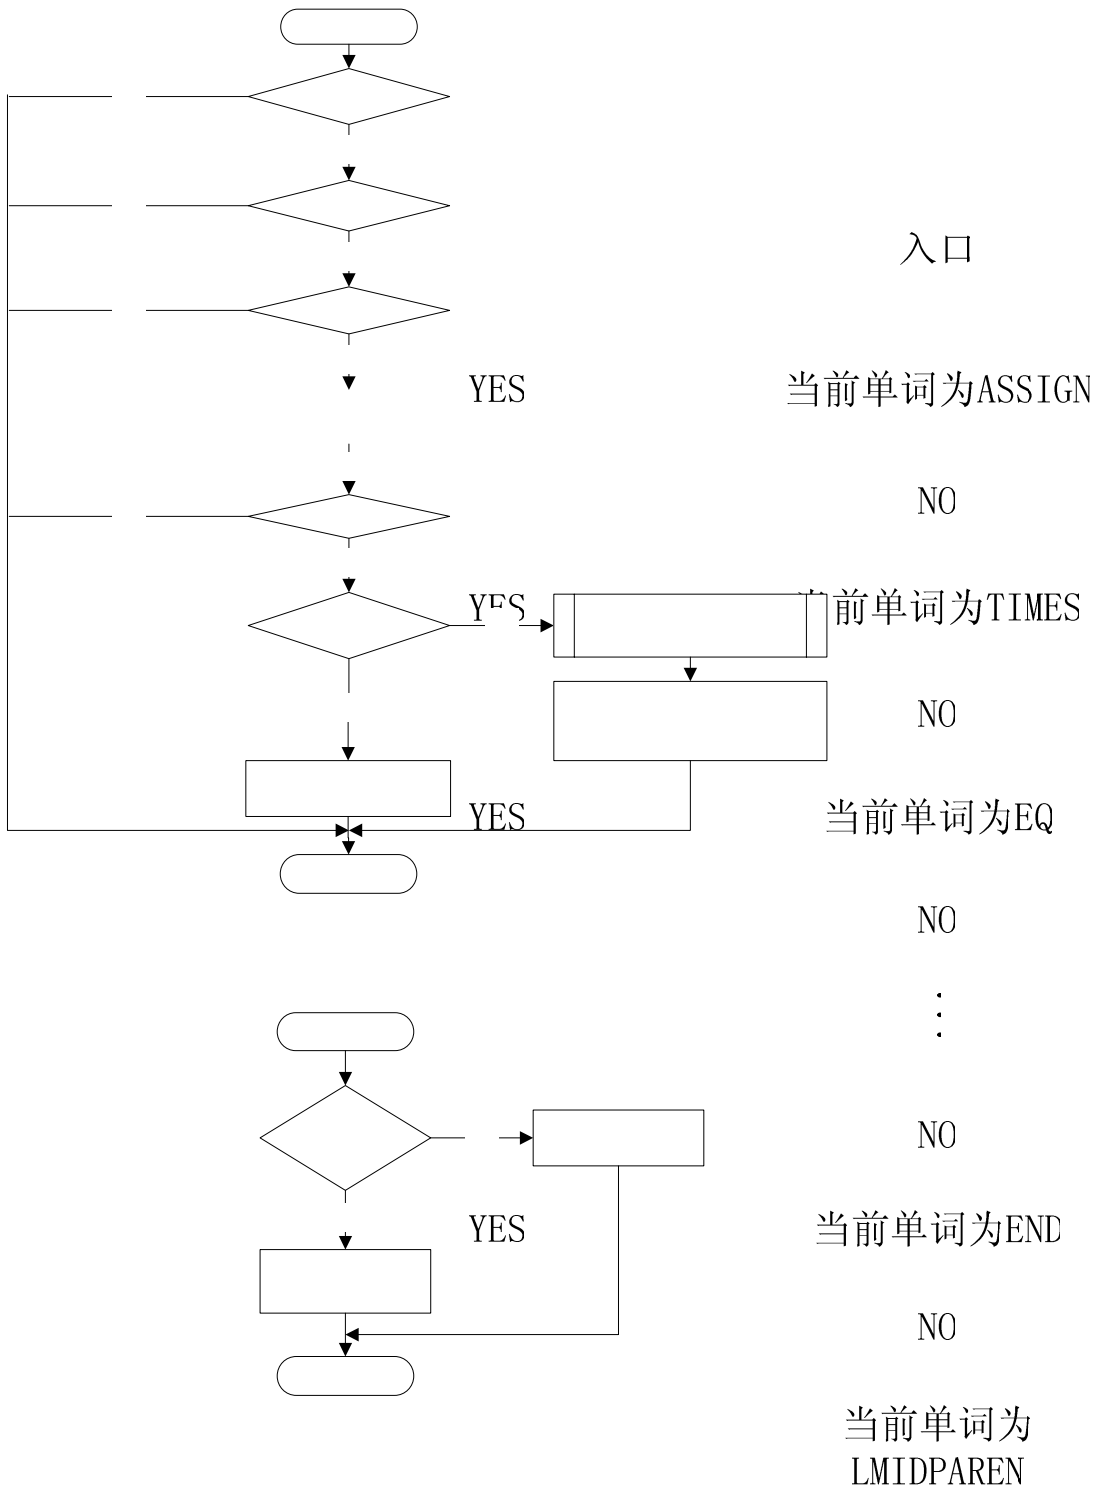 入口
YES 当前单词为ASSIGN
NO
YES 当前单词为TIMES
NO
YES 当前单词为EQ
NO
⋮
NO
YES 当前单词为END
NO
当前单词为
LMIDPAREN